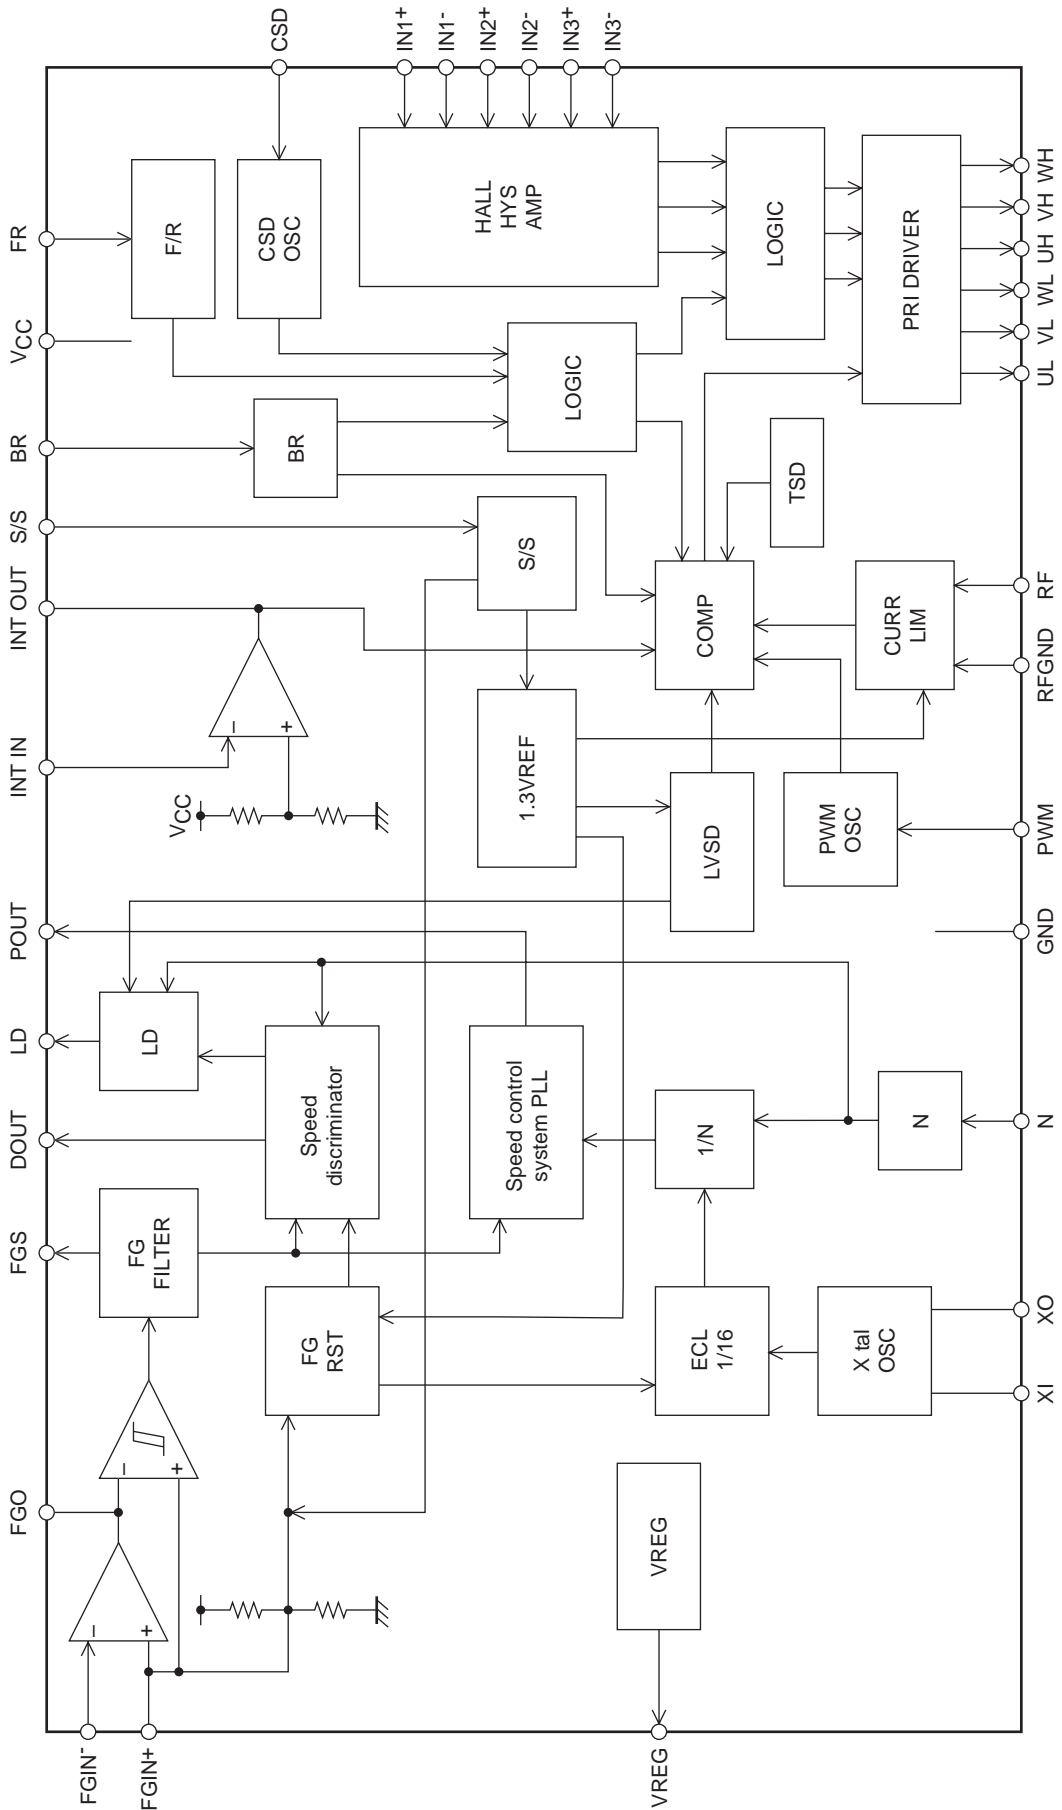 FGIN-
FGIN+
FGO
FGS
DOUT
LD
POUT
INT IN
INT OUT
S/S
BR
VCC
FR
CSD
IN1+
IN1-
IN2+
IN2-
IN3+
IN3-
− +
− +
FG
FILTER
LD
VCC
− +
F/R
CSD
OSC
HALL
HYS
AMP
BR
FG
RST
Speed
discriminator
Speed control
system PLL
1.3VREF
S/S
LOGIC
LOGIC
PRI DRIVER
TSD
COMP
CURR
LIM
LVSD
PWM
OSC
1/N
N
ECL
1/16
X tal
OSC
VREG
VREG
XI
XO
N
GND
PWM
RFGND
RF
UL
VL
WL
UH
VH
WH